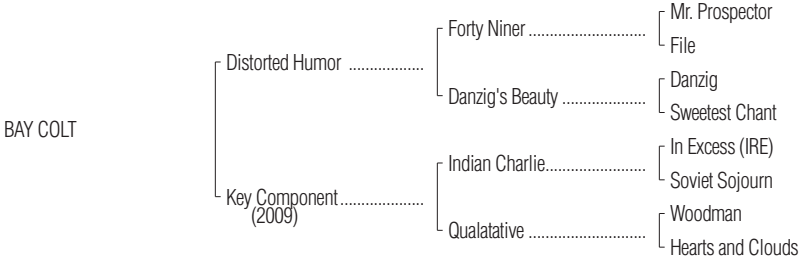 Mr. Prospector
Forty Niner ............................
File
Distorted Humor ..................
Danzig's Beauty ....................
Danzig
Sweetest Chant
BAY COLT
In Excess (IRE)
Indian Charlie........................
Soviet Sojourn
Key Component....................
(2009)
Woodman
Qualatative ............................
Hearts and Clouds